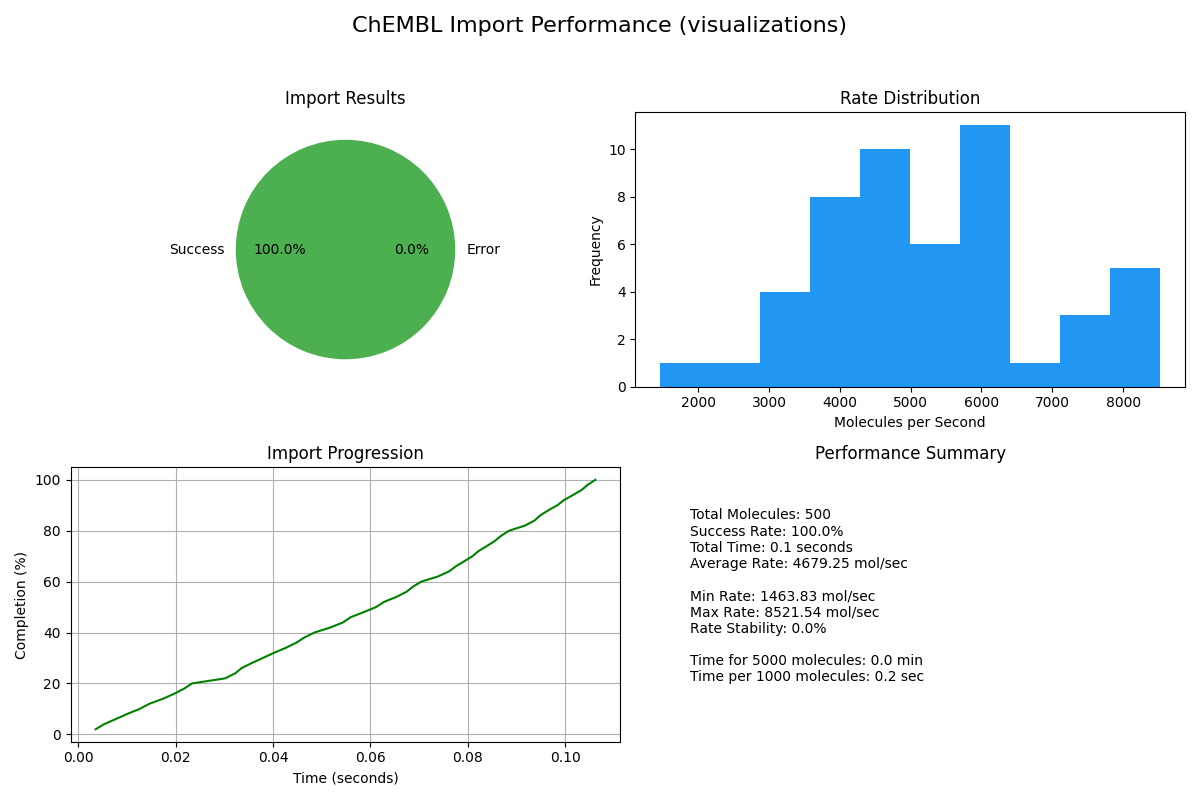 ChEMBL Import Performance (visualizations)
Import Results
Success
100.0%
0.0%
Error
Rate Distribution
Frequency
10
8
6
4
2
0
2000 3000 4000 5000 6000 7000 8000
Molecules per Second
Import Progression
Completion (%)
100
80
60
40
20
0
0.00 0.02 0.04 0.06 0.08 0.10
Time (seconds)
Performance Summary
Total Molecules: 500
Success Rate: 100.0%
Total Time: 0.1 seconds
Average Rate: 4679.25 mol/sec
Min Rate: 1463.83 mol/sec
Max Rate: 8521.54 mol/sec
Rate Stability: 0.0%
Time for 5000 molecules: 0.0 min
Time per 1000 molecules: 0.2 sec